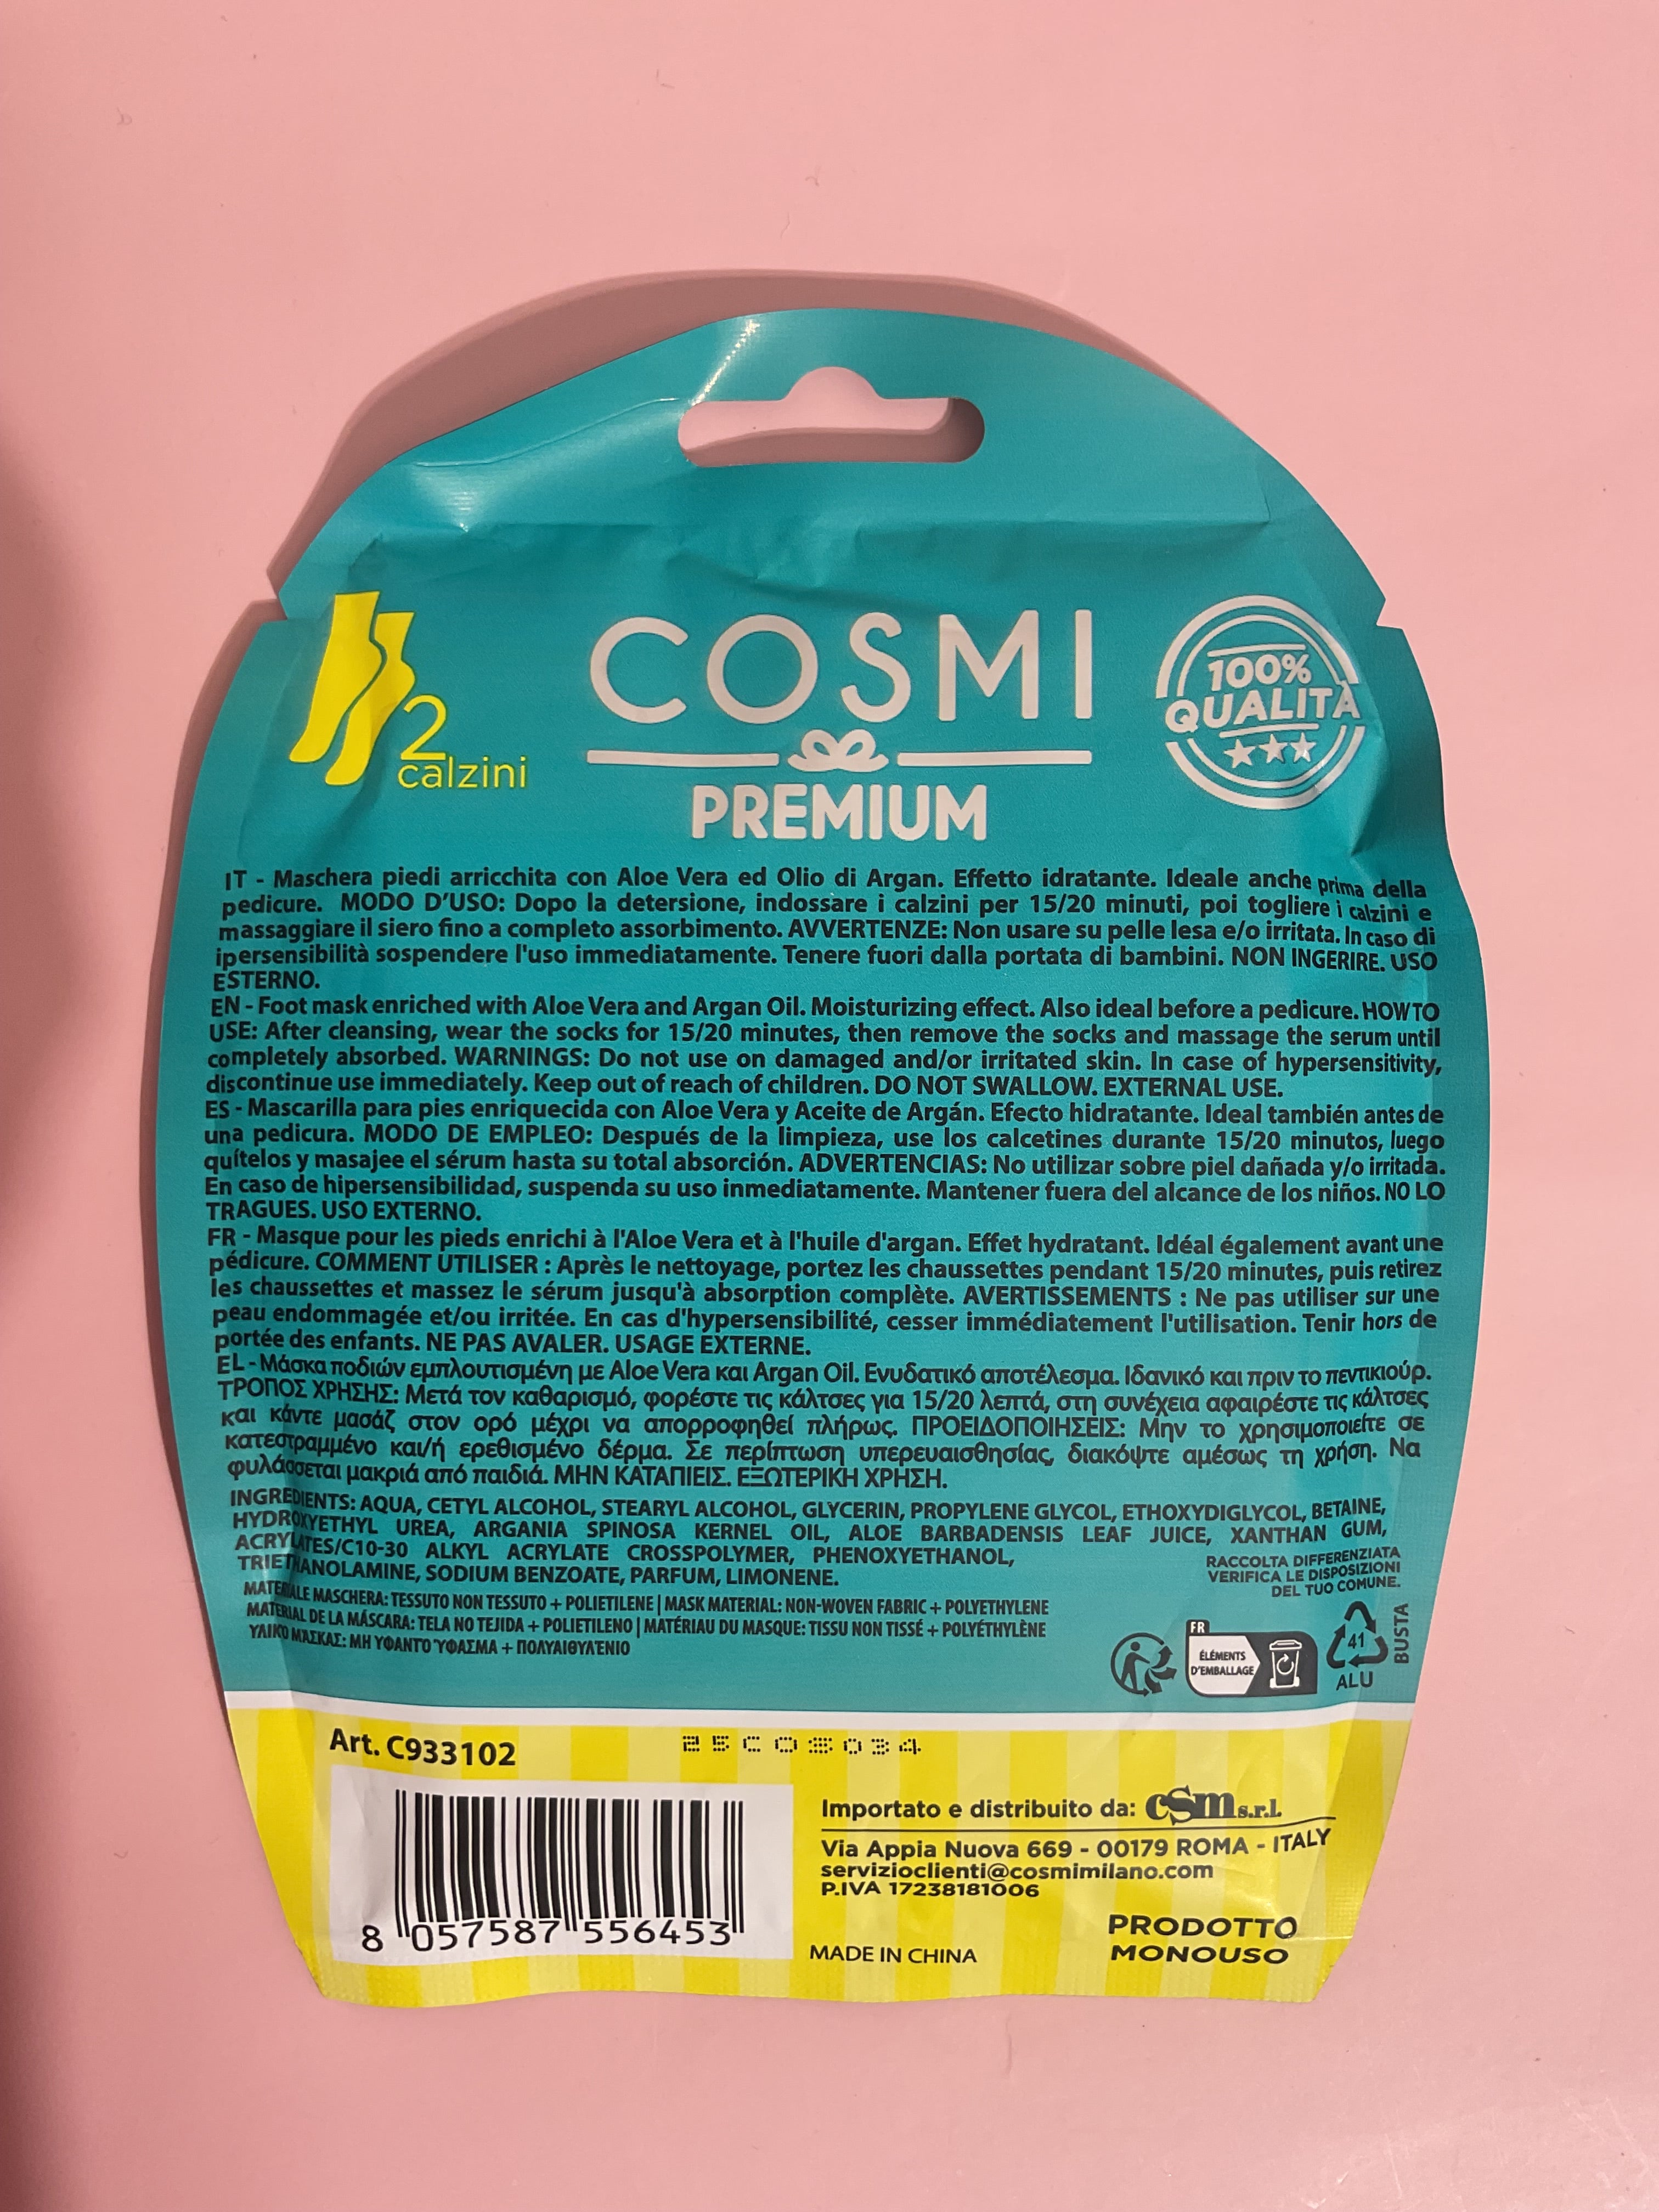 2
calzini
COSMI
PREMIUM
100%
QUALITÀ
IT - Maschera piedi arricchita con Aloe Vera ed Olio di Argan. Effetto idratante. Ideale anche prima della
pedicure. MODO D'USO: Dopo la detersione, indossare i calzini per 15/20 minuti, poi togliere i calzini e
massaggiare il siero fino a completo assorbimento. AVVERTENZE: Non usare su pelle lesa e/o irritata. In caso di
ipersensibilità sospendere l'uso immediatamente. Tenere fuori dalla portata di bambini. NON INGERIRE. USO
ESTERNO.
EN - Foot mask enriched with Aloe Vera and Argan Oil. Moisturizing effect. Also ideal before a pedicure. HOW TO
USE: After cleansing, wear the socks for 15/20 minutes, then remove the socks and massage the serum until
completely absorbed. WARNINGS: Do not use on damaged and/or irritated skin. In case of hypersensitivity,
discontinue use immediately. Keep out of reach of children. DO NOT SWALLOW. EXTERNAL USE.
ES - Mascarilla para pies enriquecida con Aloe Vera y Aceite de Argán. Efecto hidratante. Ideal también antes de
una pedicura. MODO DE EMPLEO: Después de la limpieza, use los calcetines durante 15/20 minutos, luego
quítelos y masajee el sérum hasta su total absorción. ADVERTENCIAS: No utilizar sobre piel dañada y/o irritada.
En caso de hipersensibilidad, suspenda su uso inmediatamente. Mantener fuera del alcance de los niños. NO LO
TRAGUES. USO EXTERNO.
FR - Masque pour les pieds enrichi à l'Aloe Vera et à l'huile d'argan. Effet hydratant. Idéal également avant une
pédicure. COMMENT UTILISER : Après le nettoyage, portez les chaussettes pendant 15/20 minutes, puis retirez
les chaussettes et massez le sérum jusqu'à absorption complète. AVERTISSEMENTS : Ne pas utiliser sur une
peau endommagée et/ou irritée. En cas d'hypersensibilité, cesser immédiatement l'utilisation. Tenir hors de
portée des enfants. NE PAS AVALER. USAGE EXTERNE.
EL - Μάσκα ποδιών εμπλουτισμένη με Aloe Vera και Argan Oil. Ενυδατικό αποτέλεσμα. Ιδανικό και πριν το πεντικιούρ.
ΤΡΟΠΟΣ ΧΡΗΣΗΣ: Μετά τον καθαρισμό, φορέστε τις κάλτσες για 15/20 λεπτά, στη συνέχεια αφαιρέστε τις κάλτσες
και κάντε μασάζ στον ορό μέχρι να απορροφηθεί πλήρως. ΠΡΟΕΙΔΟΠΟΙΗΣΕΙΣ: Μην το χρησιμοποιείτε σε
κατεστραμμένο και/ή ερεθισμένο δέρμα. Σε περίπτωση υπερευαισθησίας, διακόψτε αμέσως τη χρήση. Να
φυλάσσεται μακριά από παιδιά. ΜΗΝ ΚΑΤΑΠΙΕΙΣ. ΕΞΩΤΕΡΙΚΗ ΧΡΗΣΗ.
INGREDIENTS: AQUA, CETYL ALCOHOL, STEARYL ALCOHOL, GLYCERIN, PROPYLENE GLYCOL, ETHOXYDIGLYCOL, BETAINE,
HYDROXYETHYL UREA, ARGANIA SPINOSA KERNEL OIL, ALOE BARBADENSIS LEAF JUICE, XANTHAN GUM,
ACRYLATES/C10-30 ALKYL ACRYLATE CROSSPOLYMER, PHENOXYETHANOL,
TRIETHANOLAMINE, SODIUM BENZOATE, PARFUM, LIMONENE.
MATERIALE MASCHERA: TESSUTO NON TESSUTO + POLIETILENE | MASK MATERIAL: NON-WOVEN FABRIC + POLYETHYLENE
MATERIAL DE LA MÁSCARA: TELA NO TEJIDA + POLIETILENO | MATÉRIAU DU MASQUE: TISSU NON TISSÉ + POLYÉTHYLÈNE
ΥΛΙΚΌ ΜΆΣΚΑΣ: ΜΗ ΥΦΑΝΤΌ ΎΦΑΣΜΑ + ΠΟΛΥΑΙΘΥΛΈΝΙΟ
RACCOLTA DIFFERENZIATA
VERIFICA LE DISPOSIZIONI
DEL TUO COMUNE.
FR
ÉLÉMENTS
D'EMBALLAGE
41
ALU
BUSTA
Art. C933102
25C0S034
8 057587 556453
Importato e distribuito da: cSm s.r.l.
Via Appia Nuova 669 - 00179 ROMA - ITALY
servizioclienti@cosmimilano.com
P.IVA 17238181006
MADE IN CHINA
PRODOTTO
MONOUSO